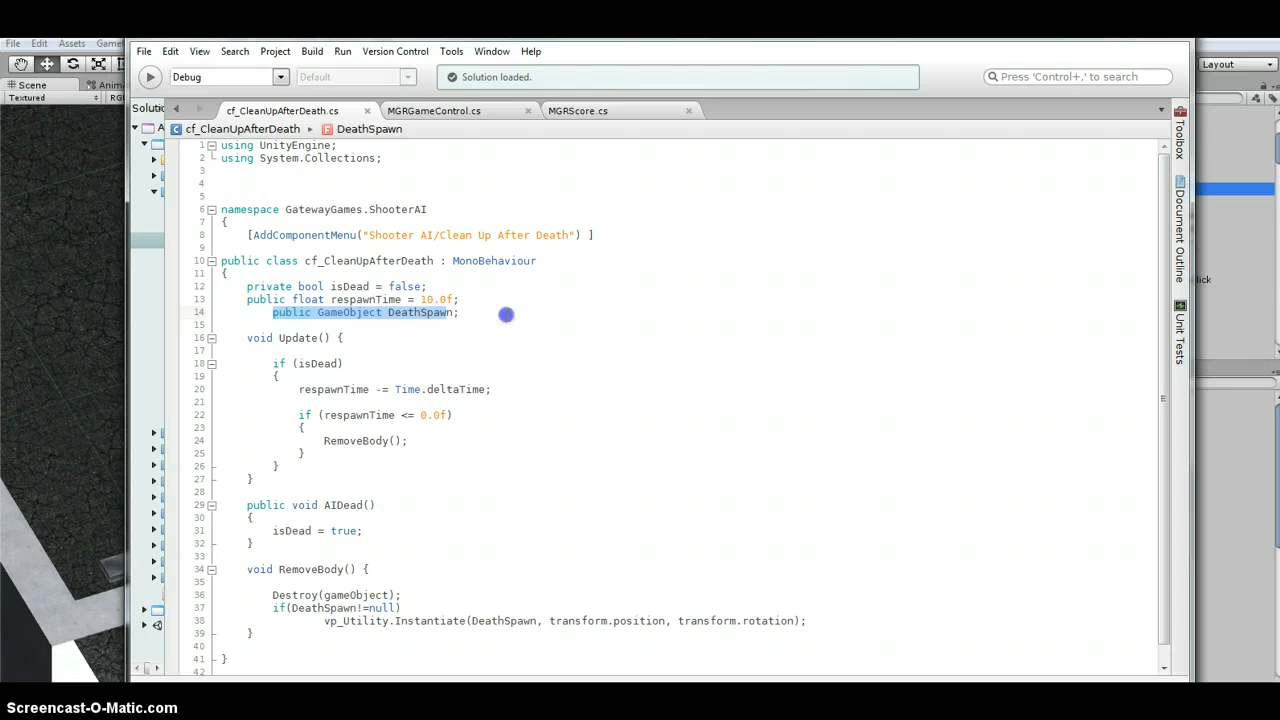 File Edit Assets Game
File Edit View Search Project Build Run Version Control Tools Window Help
Debug Default Solution loaded. Press 'Control+.' to search
Layout
Scene Anim
Textured RG
Solutio cf_CleanUpAfterDeath.cs MGRGameControl.cs MGRScore.cs
A cf_CleanUpAfterDeath DeathSpawn
1 using UnityEngine;
2 using System.Collections;
3
4
5
6 namespace GatewayGames.ShooterAI
7 {
8 [AddComponentMenu("Shooter AI/Clean Up After Death") ]
9
10 public class cf_CleanUpAfterDeath : MonoBehaviour
11 {
12 private bool isDead = false;
13 public float respawnTime = 10.0f;
14 public GameObject DeathSpawn;
15
16 void Update() {
17
18 if (isDead)
19 {
20 respawnTime -= Time.deltaTime;
21
22 if (respawnTime <= 0.0f)
23 {
24 RemoveBody();
25 }
26 }
27 }
28
29 public void AIDead()
30 {
31 isDead = true;
32 }
33
34 void RemoveBody() {
35
36 Destroy(gameObject);
37 if(DeathSpawn!=null)
38 vp_Utility.Instantiate(DeathSpawn, transform.position, transform.rotation);
39 }
40
41 }
42
Toolbox
Document Outline
Unit Tests
lick
Screencast-O-Matic.com